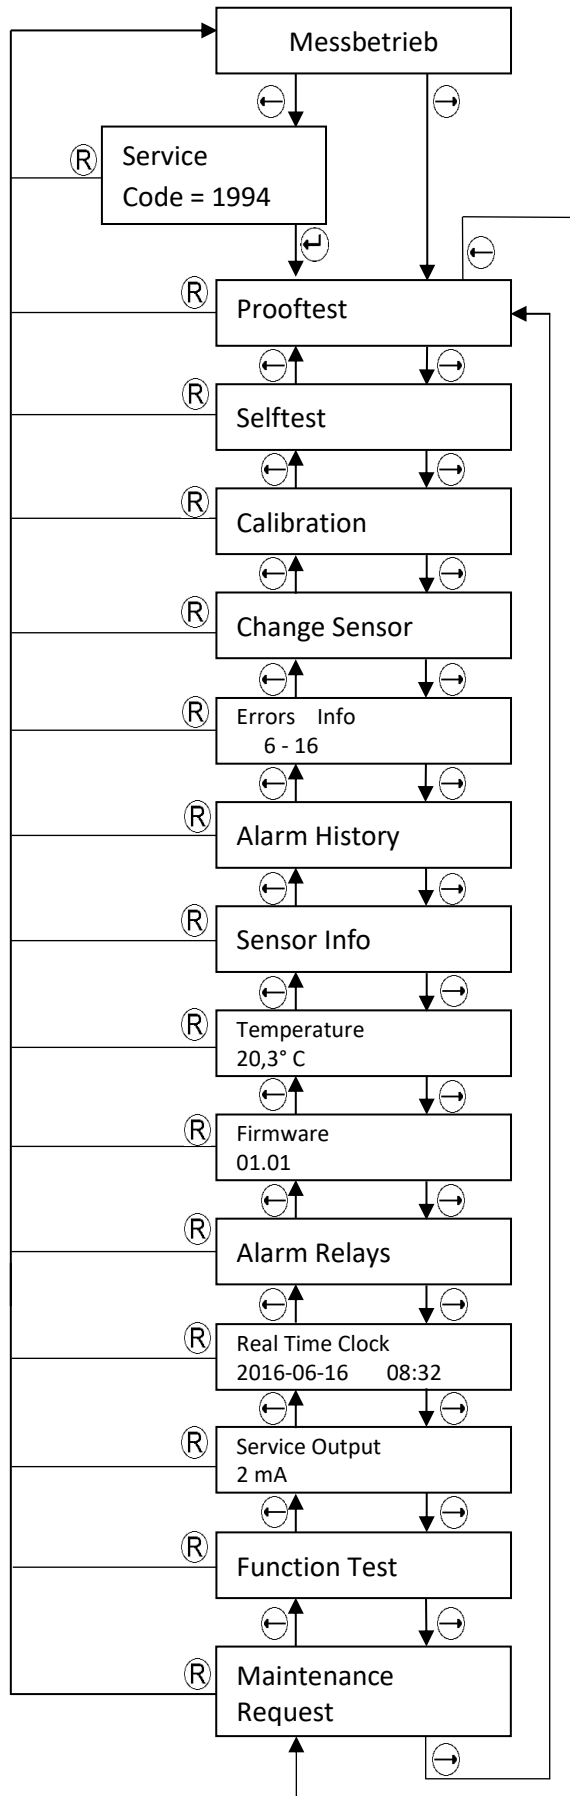 Messbetrieb
R
Service
Code = 1994
R
Prooftest
R
Selftest
R
Calibration
R
Change Sensor
R
Errors Info
6 - 16
R
Alarm History
R
Sensor Info
R
Temperature
20,3° C
R
Firmware
01.01
R
Alarm Relays
R
Real Time Clock
2016-06-16 08:32
R
Service Output
2 mA
R
Function Test
R
Maintenance
Request